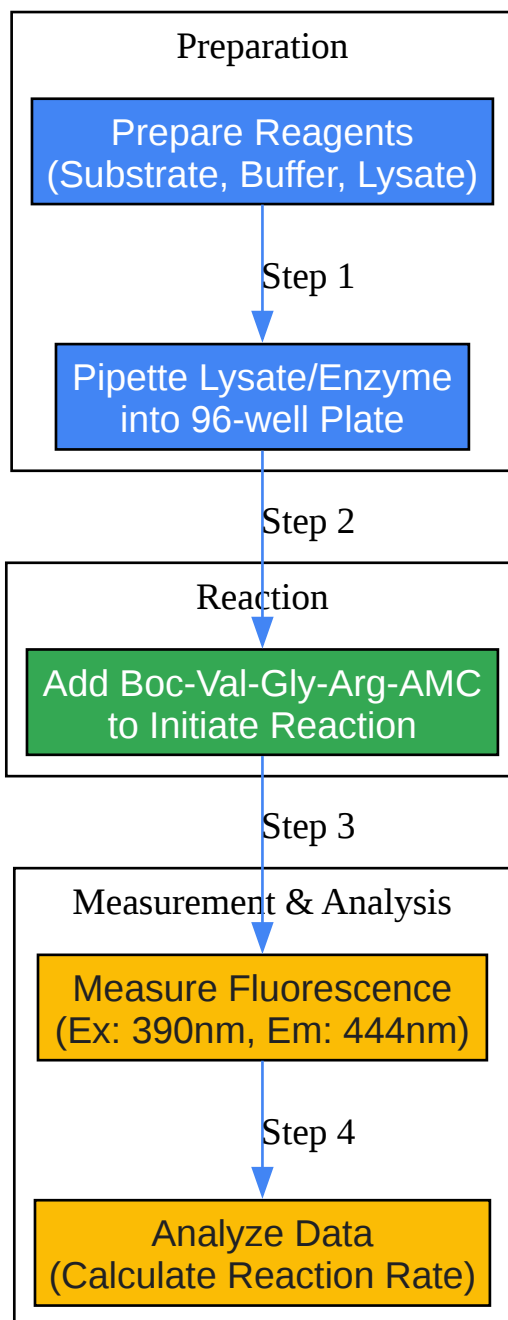 Preparation
Prepare Reagents
(Substrate, Buffer, Lysate)
Step 1
Pipette Lysate/Enzyme
into 96-well Plate
Step 2
Reaction
Add Boc-Val-Gly-Arg-AMC
to Initiate Reaction
Step 3
Measurement & Analysis
Measure Fluorescence
(Ex: 390nm, Em: 444nm)
Step 4
Analyze Data
(Calculate Reaction Rate)